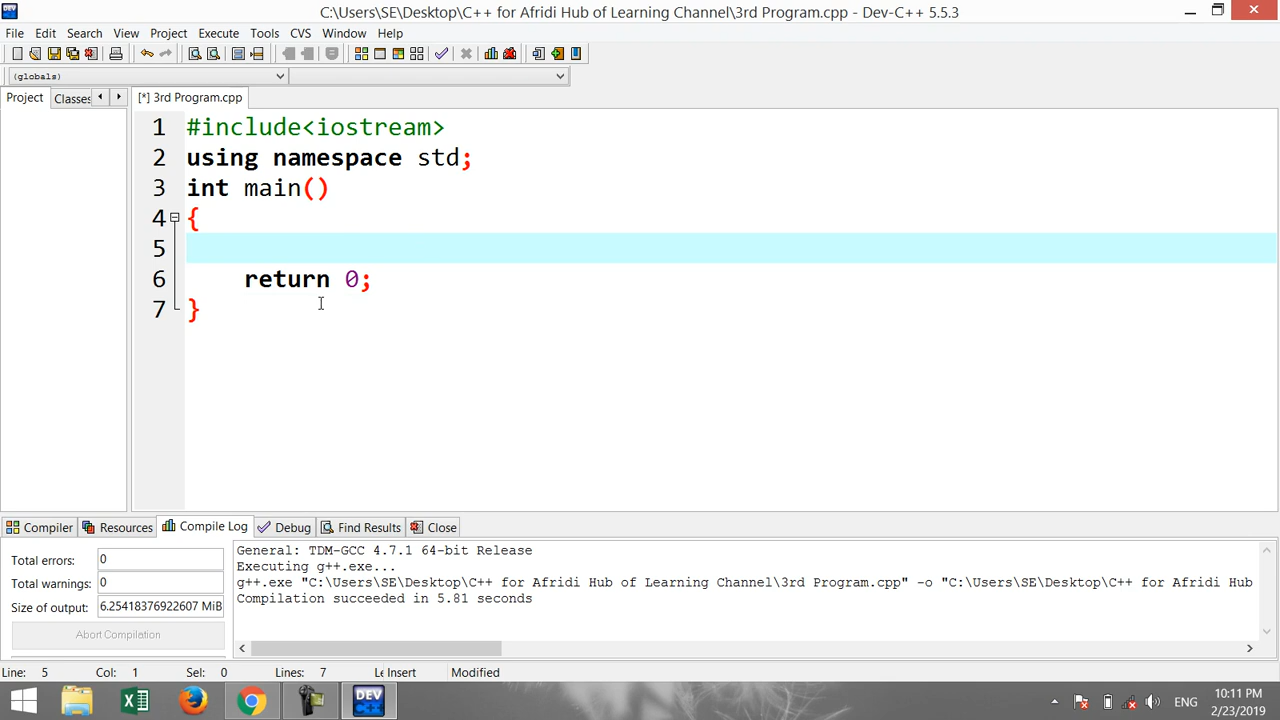 C:\Users\SE\Desktop\C++ for Afridi Hub of Learning Channel\3rd Program.cpp - Dev-C++ 5.5.3
File Edit Search View Project Execute Tools CVS Window Help
(globals)
Project Classes [*] 3rd Program.cpp
1 #include<iostream>
2 using namespace std;
3 int main()
4 {
5
6 return 0;
7 }
Compiler Resources Compile Log Debug Find Results Close
Total errors: 0
Total warnings: 0
Size of output: 6.25418376922607 MiB
Abort Compilation
General: TDM-GCC 4.7.1 64-bit Release
Executing g++.exe...
g++.exe "C:\Users\SE\Desktop\C++ for Afridi Hub of Learning Channel\3rd Program.cpp" -o "C:\Users\SE\Desktop\C++ for Afridi Hub
Compilation succeeded in 5.81 seconds
Line: 5 Col: 1 Sel: 0 Lines: 7 Le Insert Modified
DEV
ENG
10:11 PM
2/23/2019